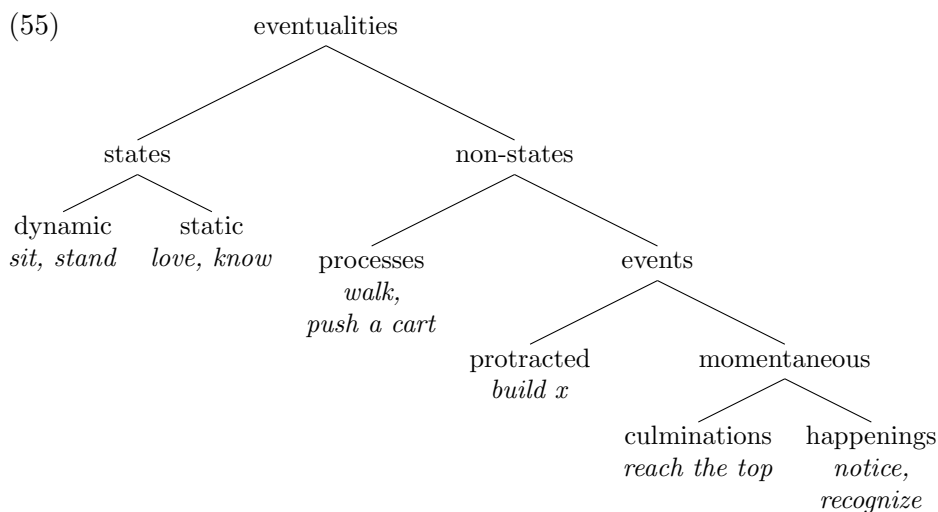 (55)
eventualities
states non-states
dynamic static
sit, stand love, know
processes events
walk,
push a cart
protracted momentaneous
build x
culminations happenings
reach the top notice,
recognize